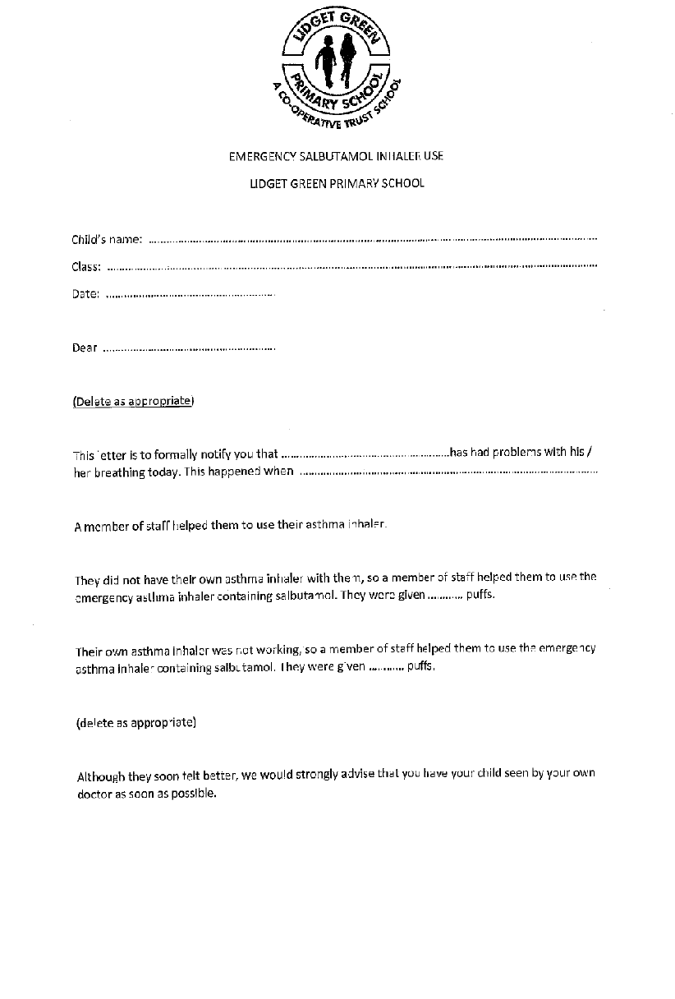 LIDGET GREEN
PRIMARY SCHOOL
A CO-OPERATIVE TRUST SCHOOL
EMERGENCY SALBUTAMOL INHALER USE
LIDGET GREEN PRIMARY SCHOOL
Child's name: ........................................................................
Class: ........................................................................
Date: ........................................................
Dear ........................................................
(Delete as appropriate)
This letter is to formally notify you that ........................................................has had problems with his /
her breathing today. This happened when ........................................................................
A member of staff helped them to use their asthma inhaler.
They did not have their own asthma inhaler with them, so a member of staff helped them to use the
emergency asthma inhaler containing salbutamol. They were given ............ puffs.
Their own asthma inhaler was not working, so a member of staff helped them to use the emergency
asthma inhaler containing salbutamol. They were given ............ puffs.
(delete as appropriate)
Although they soon felt better, we would strongly advise that you have your child seen by your own
doctor as soon as possible.